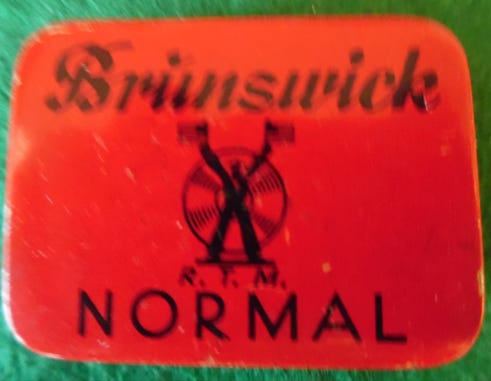 Brunswick
R. T. M.
NORMAL